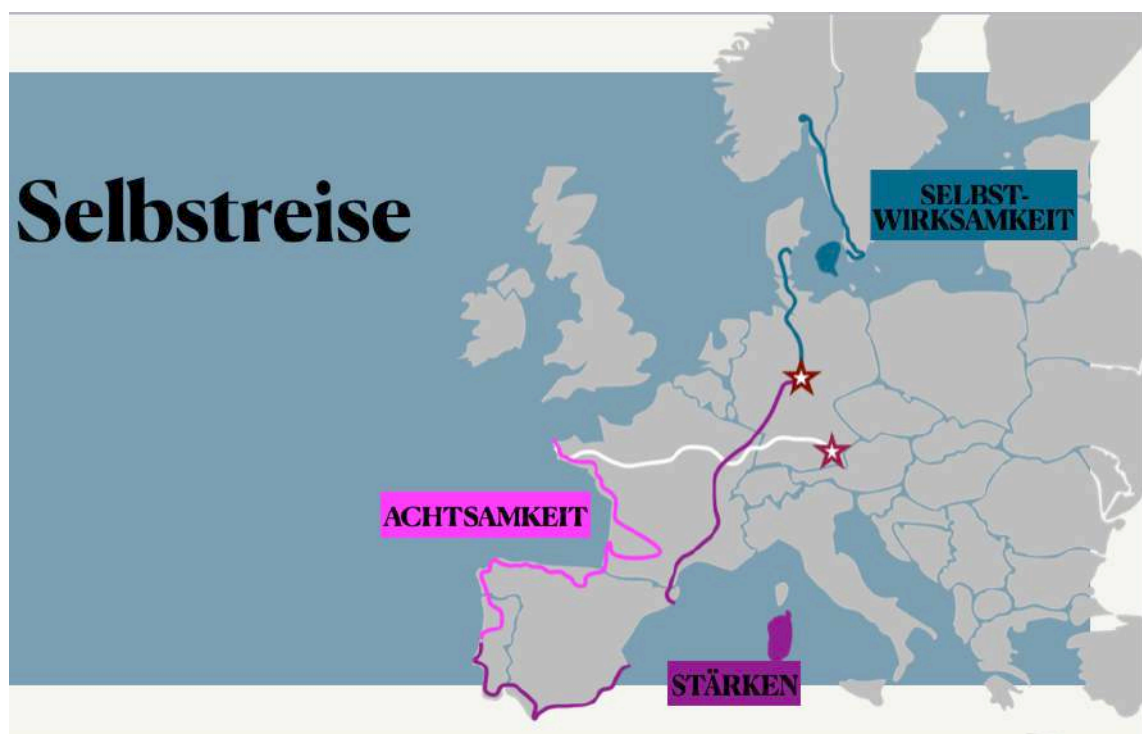 Selbstreise
SELBST-
WIRKSAMKEIT
ACHTSAMKEIT
STÄRKEN